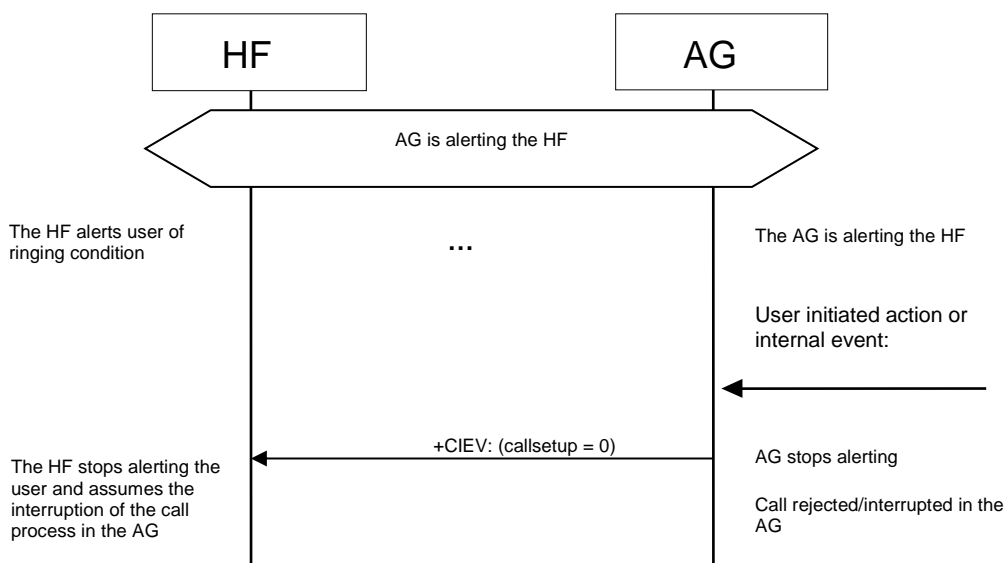 HF
AG
AG is alerting the HF
The HF alerts user of
ringing condition
...
The AG is alerting the HF
User initiated action or
internal event:
+CIEV: (callsetup = 0)
The HF stops alerting the
user and assumes the
interruption of the call
process in the AG
AG stops alerting
Call rejected/interrupted in the
AG